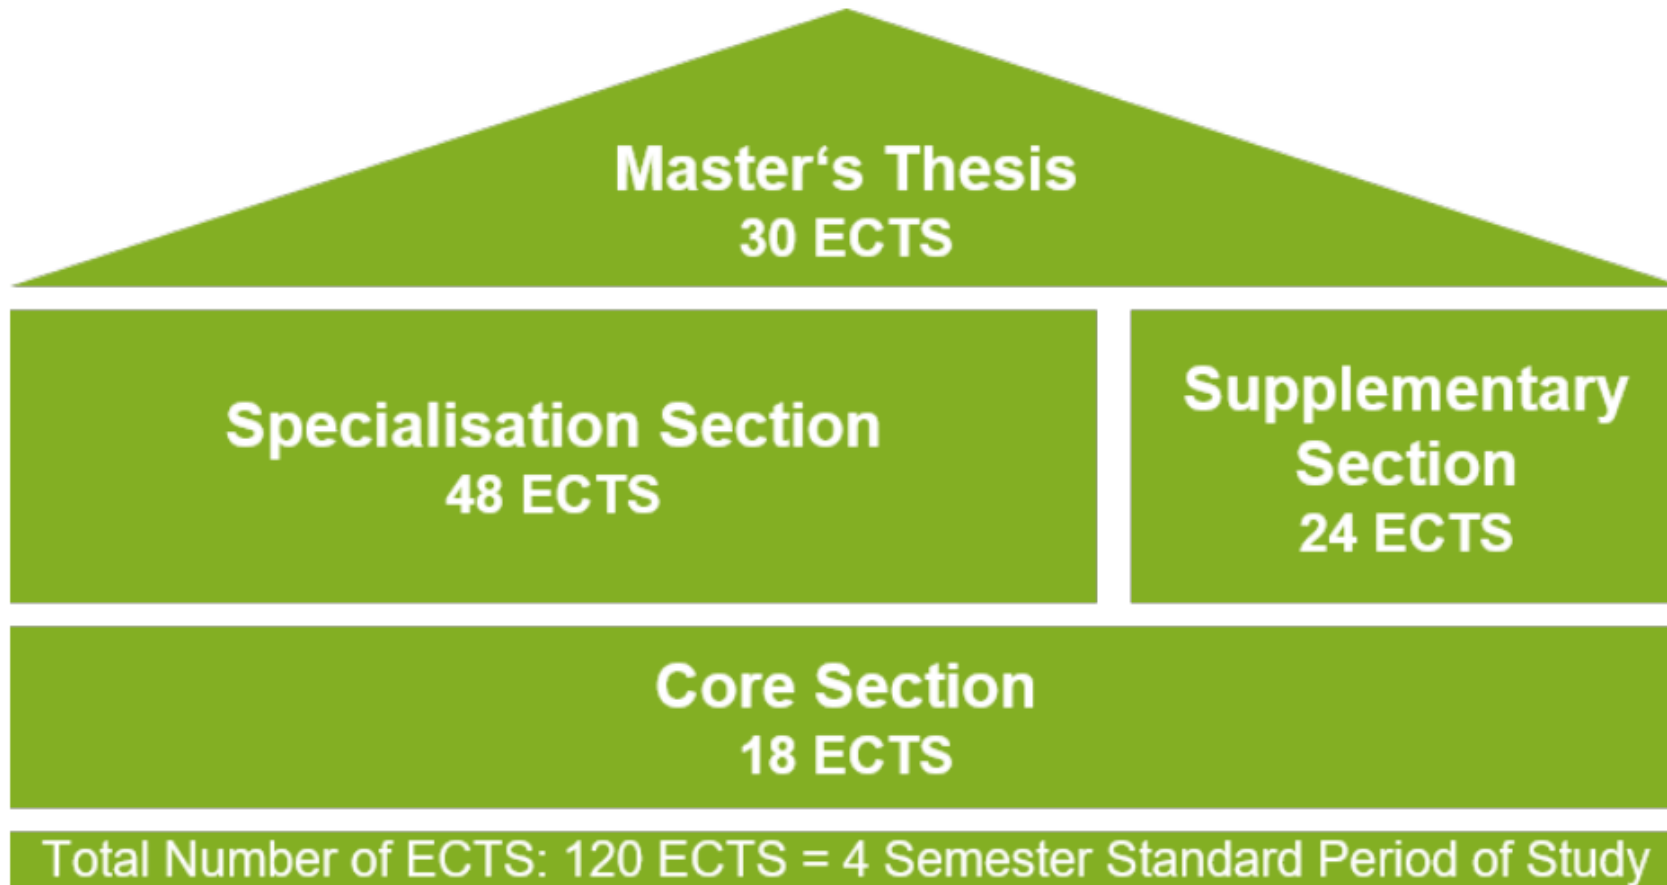 Master‘s Thesis
30 ECTS
Specialisation Section
48 ECTS
Supplementary
Section
24 ECTS
Core Section
18 ECTS
Total Number of ECTS: 120 ECTS = 4 Semester Standard Period of Study